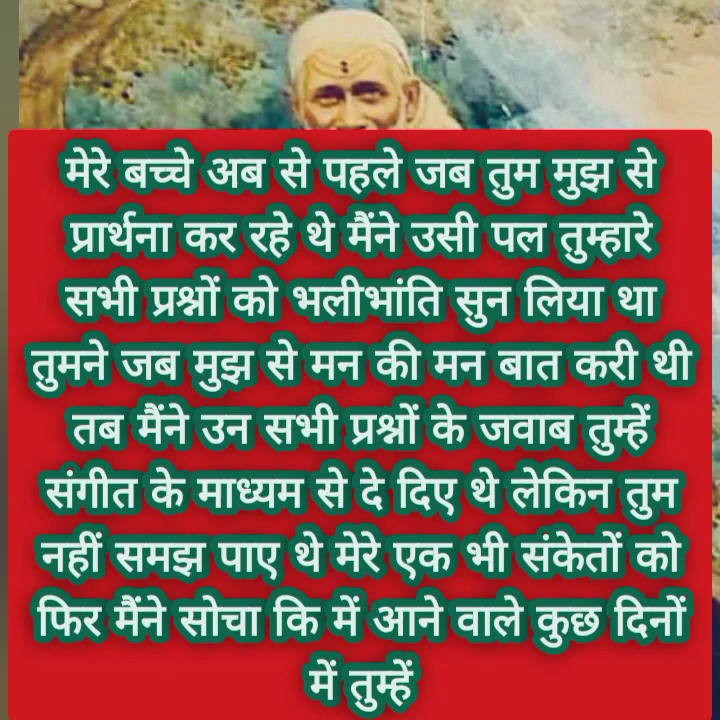 मेरे बच्चे अब से पहले जब तुम मुझ से
प्रार्थना कर रहे थे मैंने उसी पल तुम्हारे
सभी प्रश्नों को भलीभांति सुन लिया था
तुमने जब मुझ से मन की मन बात करी थी
तब मैंने उन सभी प्रश्नों के जवाब तुम्हें
संगीत के माध्यम से दे दिए थे लेकिन तुम
नहीं समझ पाए थे मेरे एक भी संकेतों को
फिर मैंने सोचा कि में आने वाले कुछ दिनों
में तुम्हें